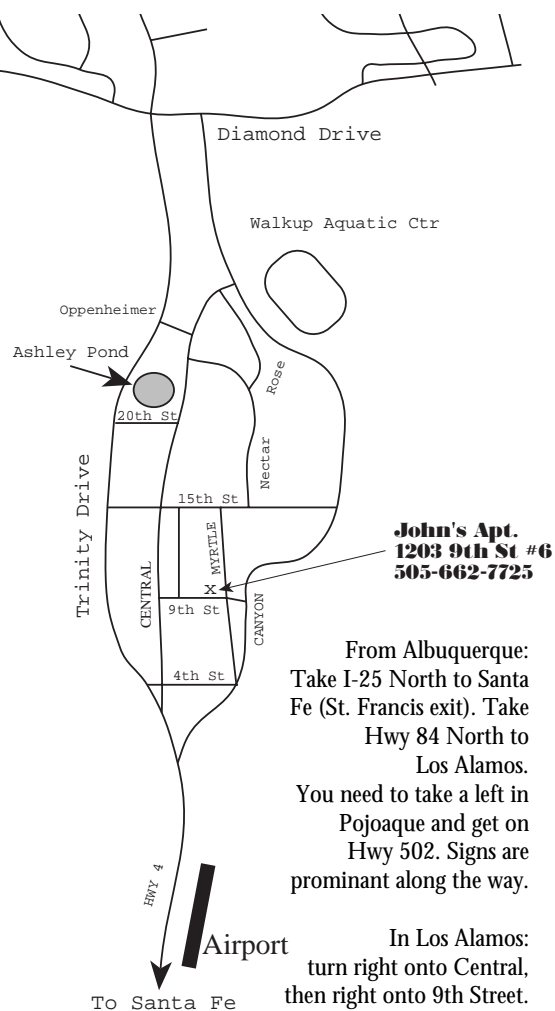 Diamond Drive
Walkup Aquatic Ctr
Oppenheimer
Ashley Pond
Rose
20th St
Nectar
Trinity Drive
15th St
MYRTLE
John's Apt.
1203 9th St #6
505-662-7725
CENTRAL
X
9th St
CANYON
4th St
From Albuquerque:
Take I-25 North to Santa
Fe (St. Francis exit). Take
Hwy 84 North to
Los Alamos.
You need to take a left in
Pojoaque and get on
Hwy 502. Signs are
prominant along the way.
HWY 4
Airport
In Los Alamos:
turn right onto Central,
then right onto 9th Street.
To Santa Fe